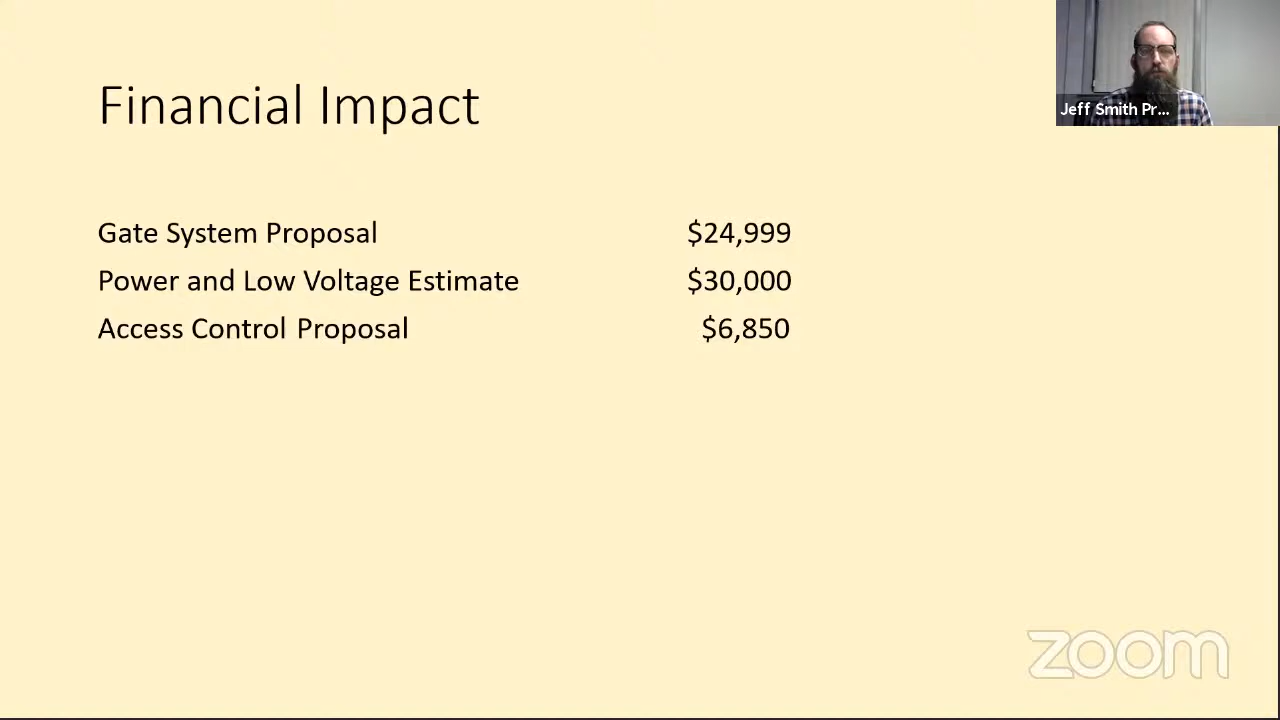 Financial Impact
Jeff Smith Pr...
Gate System Proposal $24,999
Power and Low Voltage Estimate $30,000
Access Control Proposal $6,850
zoom